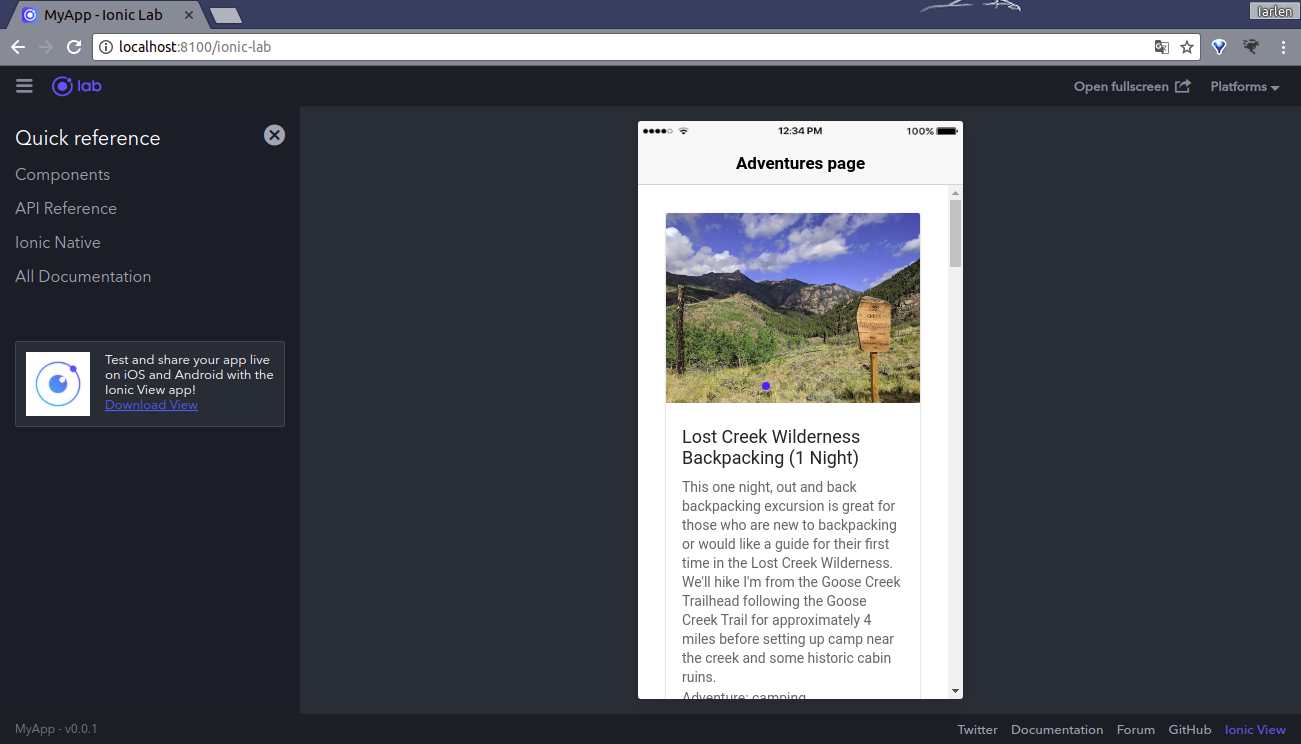 MyApp - Ionic Lab
Iarlen
localhost:8100/ionic-lab
lab
Open fullscreen
Platforms
Quick reference
Components
API Reference
Ionic Native
All Documentation
Test and share your app live
on iOS and Android with the
Ionic View app!
Download View
12:34 PM
100%
Adventures page
Lost Creek Wilderness
Backpacking (1 Night)
This one night, out and back
backpacking excursion is great for
those who are new to backpacking
or would like a guide for their first
time in the Lost Creek Wilderness.
We'll hike I'm from the Goose Creek
Trailhead following the Goose
Creek Trail for approximately 4
miles before setting up camp near
the creek and some historic cabin
ruins.
Adventure: camping
MyApp - v0.0.1
Twitter
Documentation
Forum
GitHub
Ionic View